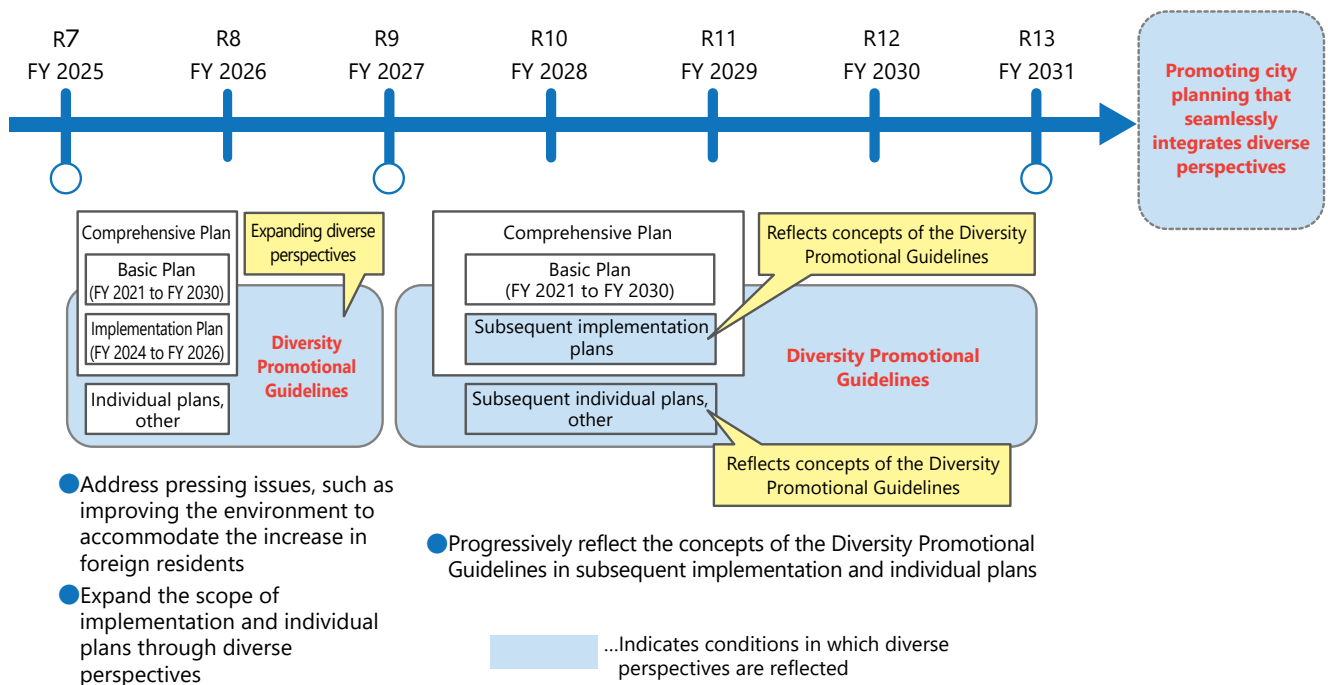 R7
FY 2025
R8
FY 2026
R9
FY 2027
R10
FY 2028
R11
FY 2029
R12
FY 2030
R13
FY 2031
Promoting city
planning that
seamlessly
integrates diverse
perspectives
Comprehensive Plan
Basic Plan
(FY 2021 to FY 2030)
Implementation Plan
(FY 2024 to FY 2026)
Individual plans,
other
Expanding diverse
perspectives
Diversity
Promotional
Guidelines
Comprehensive Plan
Basic Plan
(FY 2021 to FY 2030)
Subsequent implementation
plans
Subsequent individual plans,
other
Reflects concepts of the Diversity
Promotional Guidelines
Diversity Promotional
Guidelines
Reflects concepts of the Diversity
Promotional Guidelines
●Address pressing issues, such as
improving the environment to
accommodate the increase in
foreign residents
●Expand the scope of
implementation and individual
plans through diverse
perspectives
●Progressively reflect the concepts of the Diversity Promotional
Guidelines in subsequent implementation and individual plans
...Indicates conditions in which diverse
perspectives are reflected